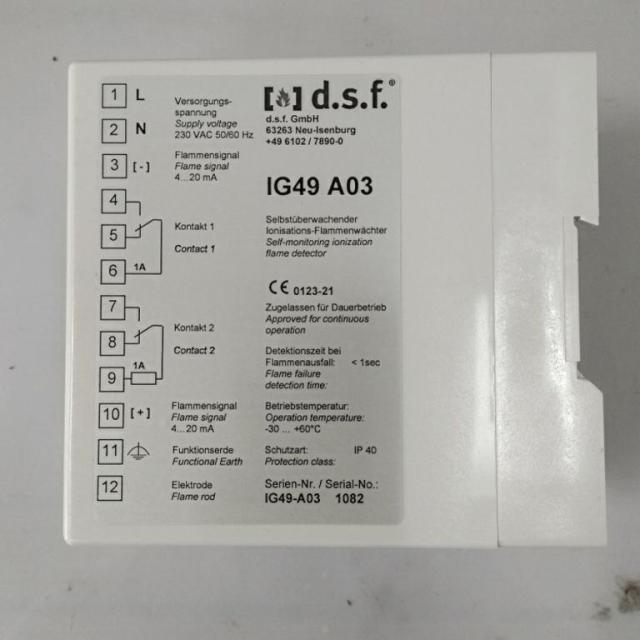 1 L
Versorgungs-
spannung
Supply voltage
230 VAC 50/60 Hz
2 N
3 [-]
Flammensignal
Flame signal
4...20 mA
4
5
Kontakt 1
Contact 1
6 1A
7
8
Kontakt 2
Contact 2
1A
9
10 [+]
Flammensignal
Flame signal
4...20 mA
11
Funktionserde
Functional Earth
12
Elektrode
Flame rod
d.s.f.®
d.s.f. GmbH
63263 Neu-Isenburg
+49 6102 / 7890-0
IG49 A03
Selbstüberwachender
Ionisations-Flammenwächter
Self-monitoring ionization
flame detector
CE 0123-21
Zugelassen für Dauerbetrieb
Approved for continuous
operation
Detektionszeit bei
Flammenausfall: < 1sec
Flame failure
detection time:
Betriebstemperatur:
Operation temperature:
-30 ... +60°C
Schutzart: IP 40
Protection class:
Serien-Nr. / Serial-No.:
IG49-A03 1082